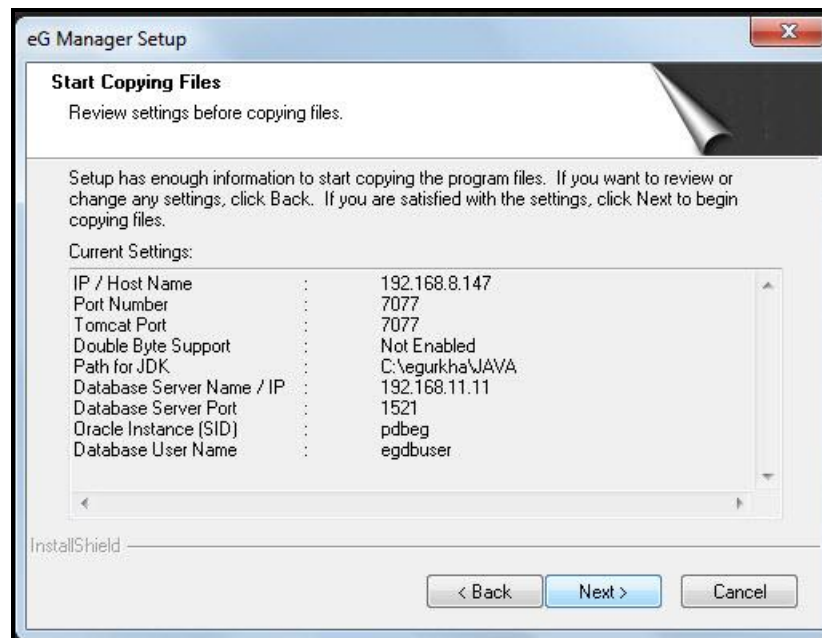 eG Manager Setup
Start Copying Files
Review settings before copying files.
Setup has enough information to start copying the program files. If you want to review or
change any settings, click Back. If you are satisfied with the settings, click Next to begin
copying files.
Current Settings:
IP / Host Name : 192.168.8.147
Port Number : 7077
Tomcat Port : 7077
Double Byte Support : Not Enabled
Path for JDK : C:\egurkha\JAVA
Database Server Name / IP : 192.168.11.11
Database Server Port : 1521
Oracle Instance (SID) : pdbeg
Database User Name : egdbuser
InstallShield
< Back Next > Cancel